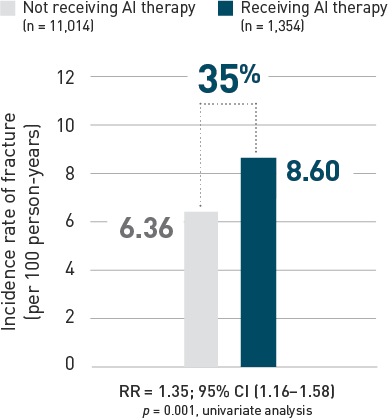 Not receiving AI therapy
(n = 11,014)
Receiving AI therapy
(n = 1,354)
Incidence rate of fracture
(per 100 person-years)
12
10
8
6
4
2
0
35%
6.36
8.60
RR = 1.35; 95% CI (1.16–1.58)
p = 0.001, univariate analysis